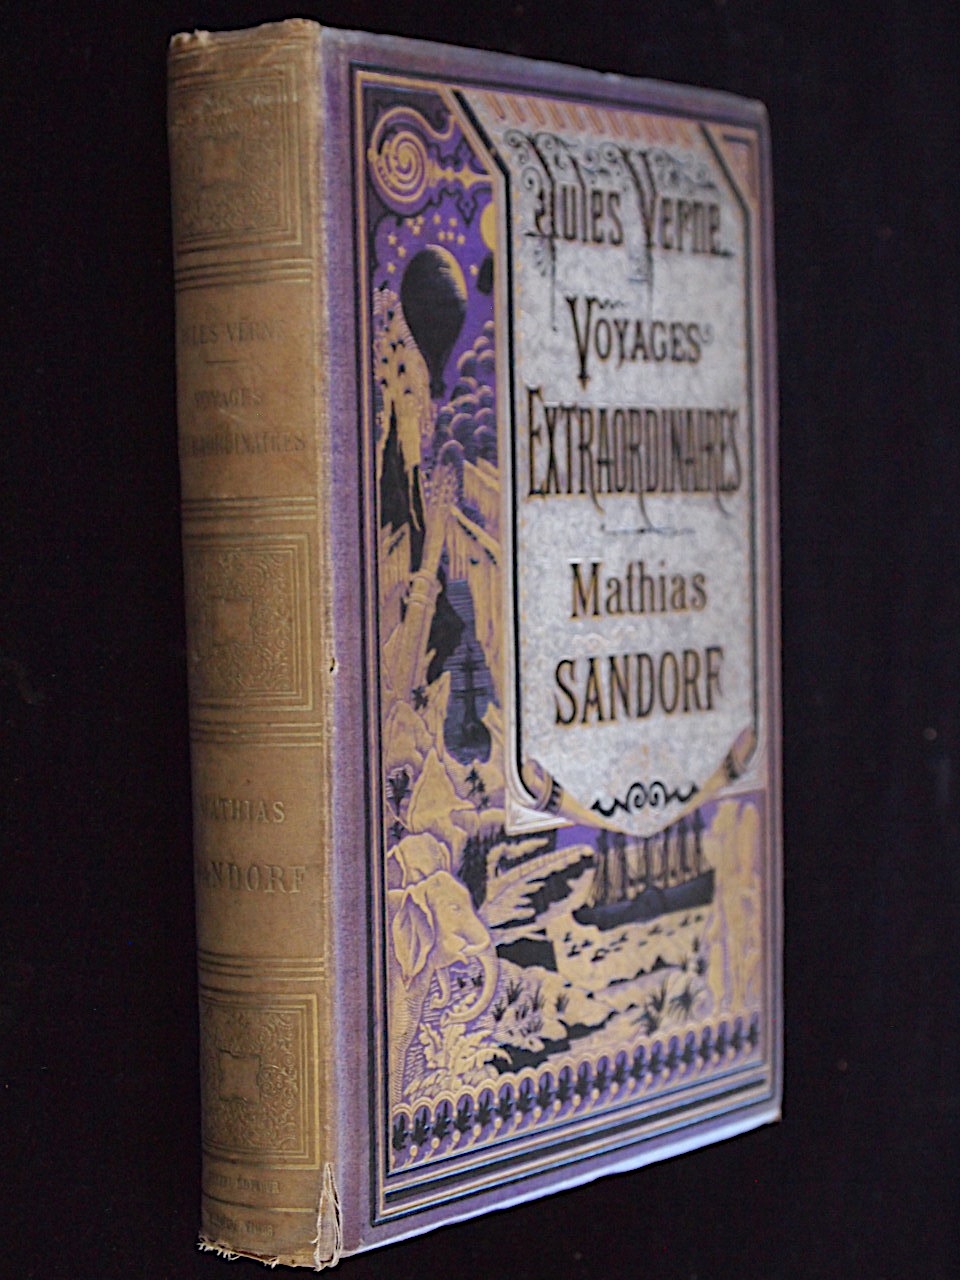 JULES VERNE
VOYAGES
EXTRAORDINAIRES
Mathias
SANDORF
JULES VERNE
VOYAGES
EXTRAORDINAIRES
MATHIAS
SANDORF